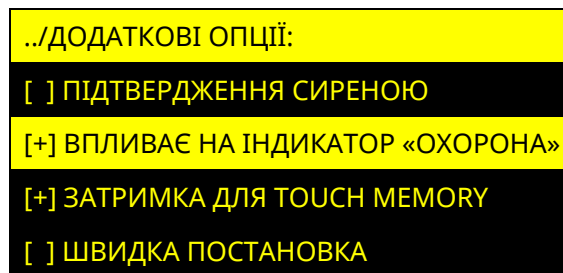 ../ДОДАТКОВІ ОПЦІЇ:
[ ] ПІДТВЕРДЖЕННЯ СИРЕНОЮ
[+] ВПЛИВАЄ НА ІНДИКАТОР «ОХОРОНА»
[+] ЗАТРИМКА ДЛЯ TOUCH MEMORY
[ ] ШВИДКА ПОСТАНОВКА